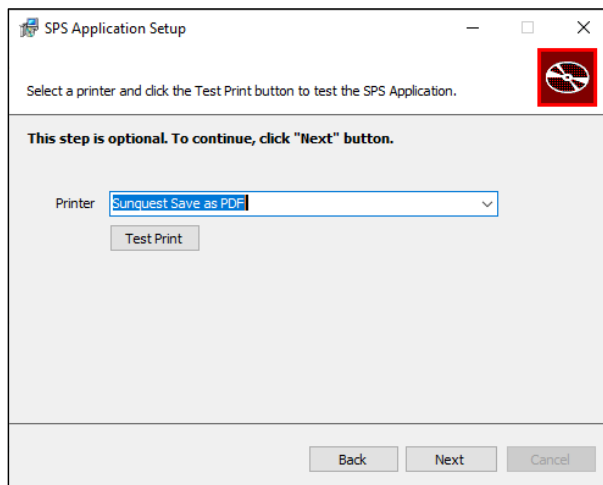 SPS Application Setup
Select a printer and click the Test Print button to test the SPS Application.
This step is optional. To continue, click "Next" button.
Printer Sunquest Save as PDF
Test Print
Back Next Cancel